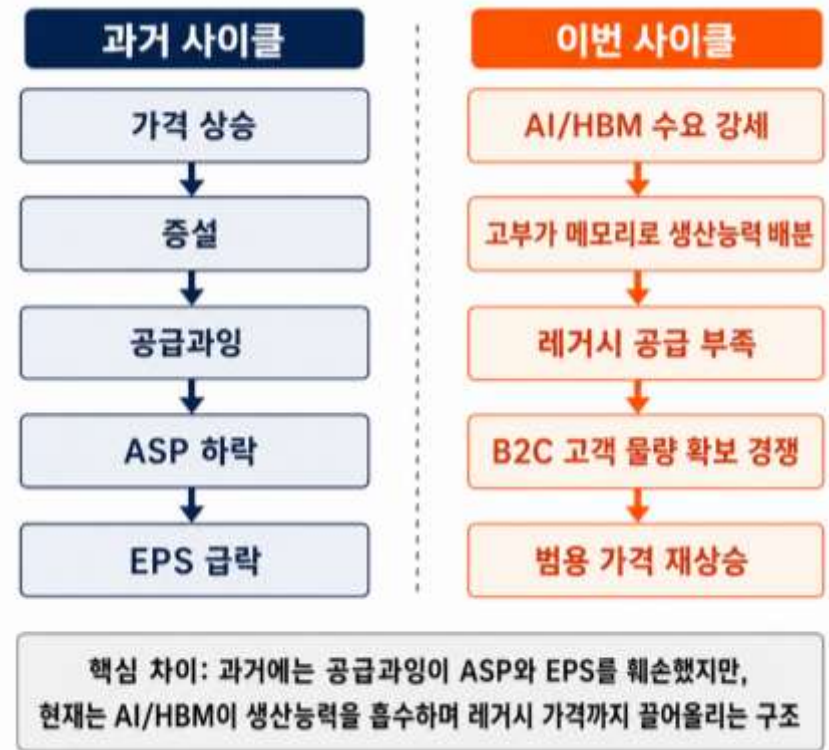 과거 사이클
가격 상승
증설
공급과잉
ASP 하락
EPS 급락
이번 사이클
AI/HBM 수요 강세
고부가 메모리로 생산능력 배분
레거시 공급 부족
B2C 고객 물량 확보 경쟁
범용 가격 재상승
핵심 차이: 과거에는 공급과잉이 ASP와 EPS를 훼손했지만,
현재는 AI/HBM이 생산능력을 흡수하며 레거시 가격까지 끌어올리는 구조